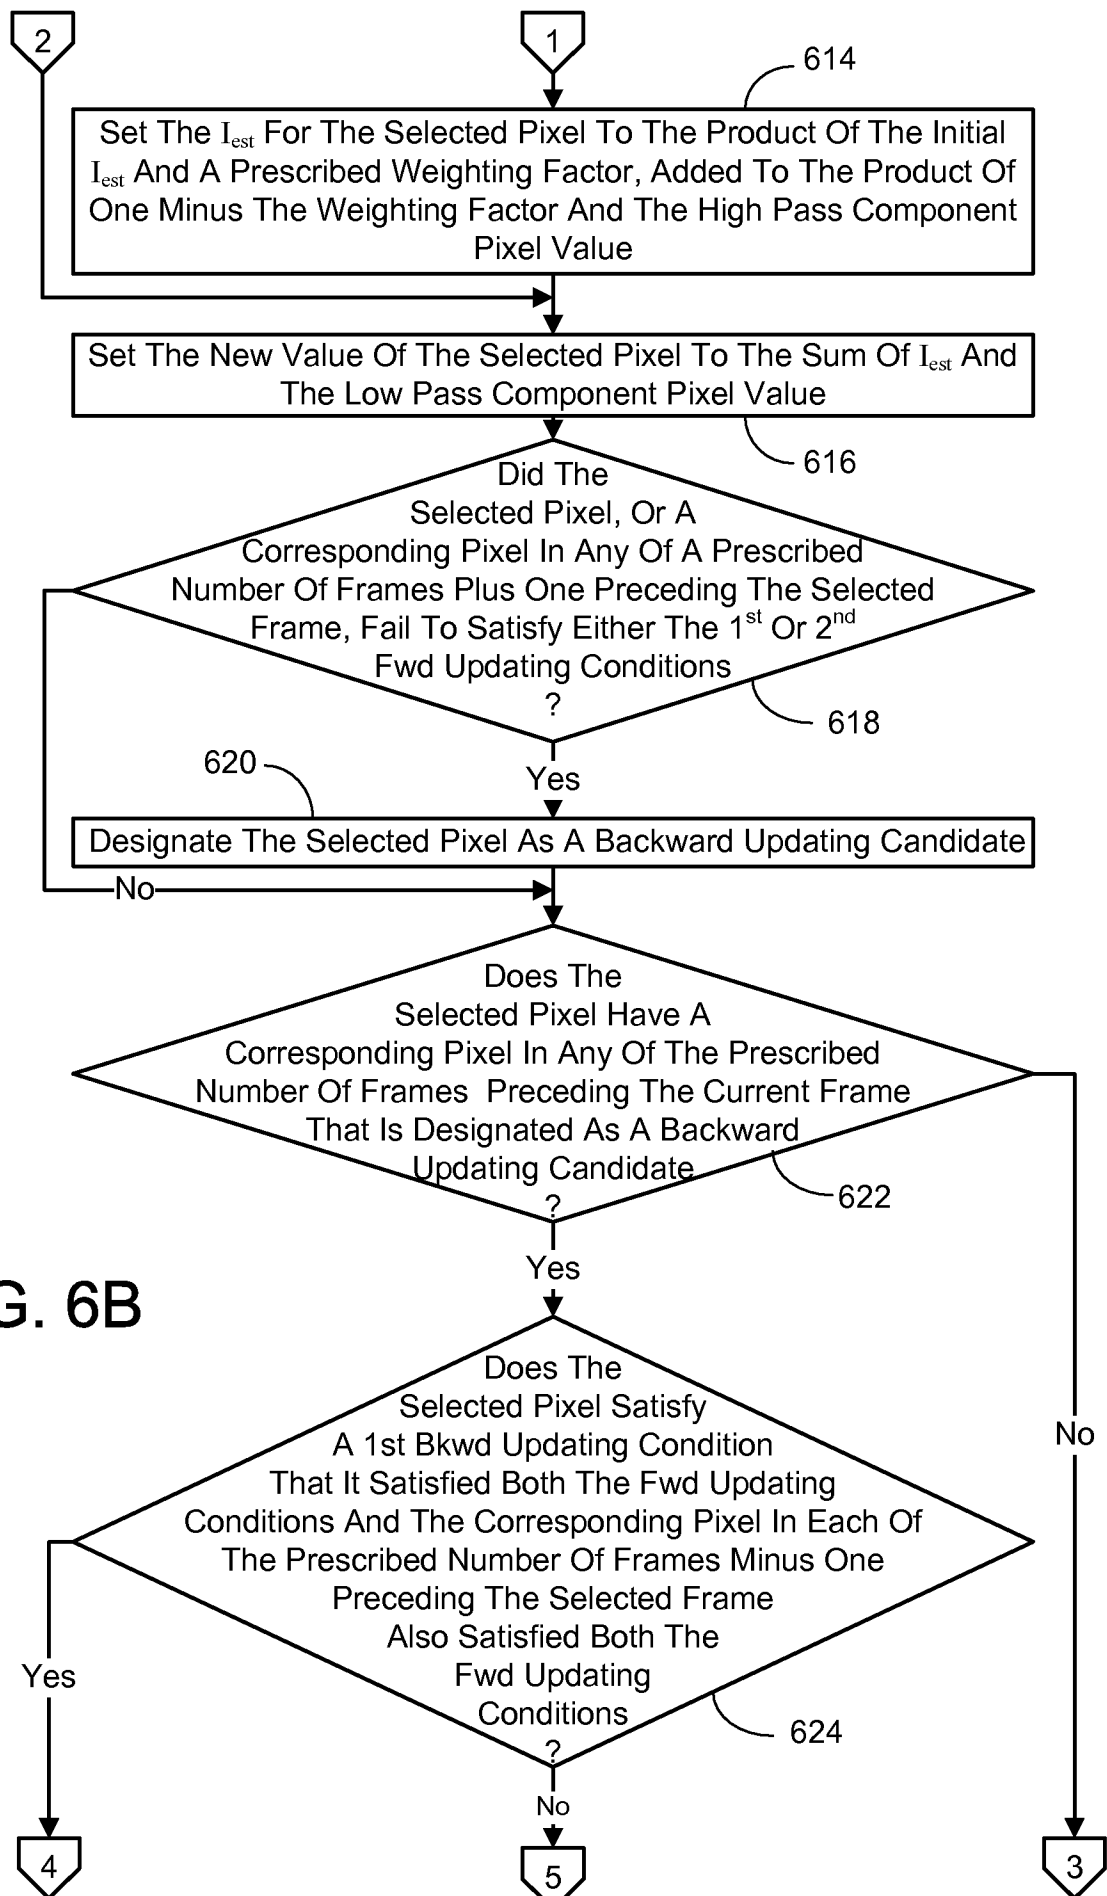 2
1
614
Set The Iest For The Selected Pixel To The Product Of The Initial
Iest And A Prescribed Weighting Factor, Added To The Product Of
One Minus The Weighting Factor And The High Pass Component
Pixel Value
Set The New Value Of The Selected Pixel To The Sum Of Iest And
The Low Pass Component Pixel Value
616
Did The
Selected Pixel, Or A
Corresponding Pixel In Any Of A Prescribed
Number Of Frames Plus One Preceding The Selected
Frame, Fail To Satisfy Either The 1st Or 2nd
Fwd Updating Conditions
?
618
620
Yes
Designate The Selected Pixel As A Backward Updating Candidate
No
Does The
Selected Pixel Have A
Corresponding Pixel In Any Of The Prescribed
Number Of Frames Preceding The Current Frame
That Is Designated As A Backward
Updating Candidate
?
622
Yes
G. 6B
Does The
Selected Pixel Satisfy
A 1st Bkwd Updating Condition
That It Satisfied Both The Fwd Updating
Conditions And The Corresponding Pixel In Each Of
The Prescribed Number Of Frames Minus One
Preceding The Selected Frame
Also Satisfied Both The
Fwd Updating
Conditions
?
No
Yes
624
No
4
5
3